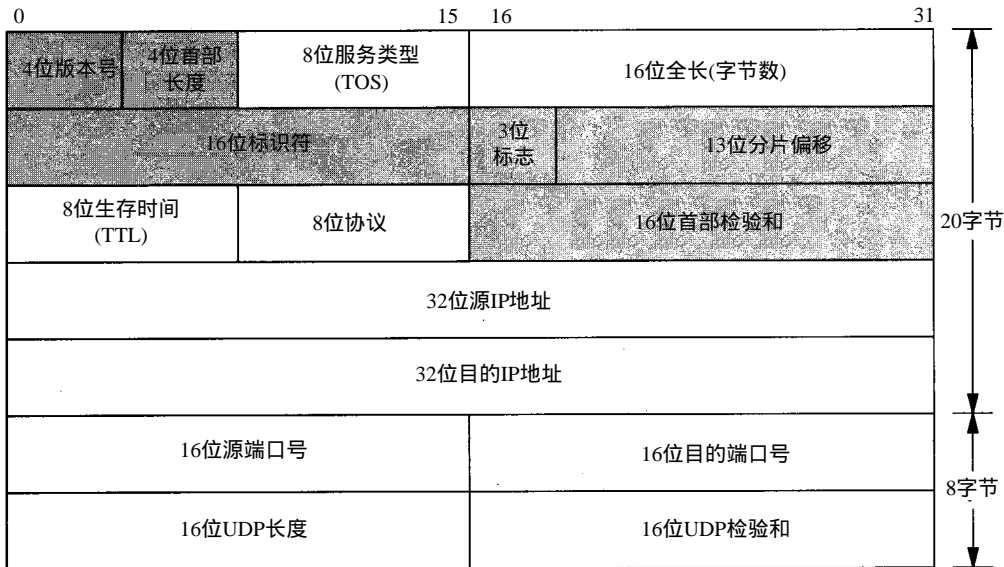 0 15 16 31
4位版本号
4位首部
长度
8位服务类型
(TOS)
16位全长(字节数)
16位标识符
3位
标志
13位分片偏移
8位生存时间
(TTL)
8位协议
16位首部检验和
20字节
32位源IP地址
32位目的IP地址
16位源端口号
16位目的端口号
8字节
16位UDP长度
16位UDP检验和